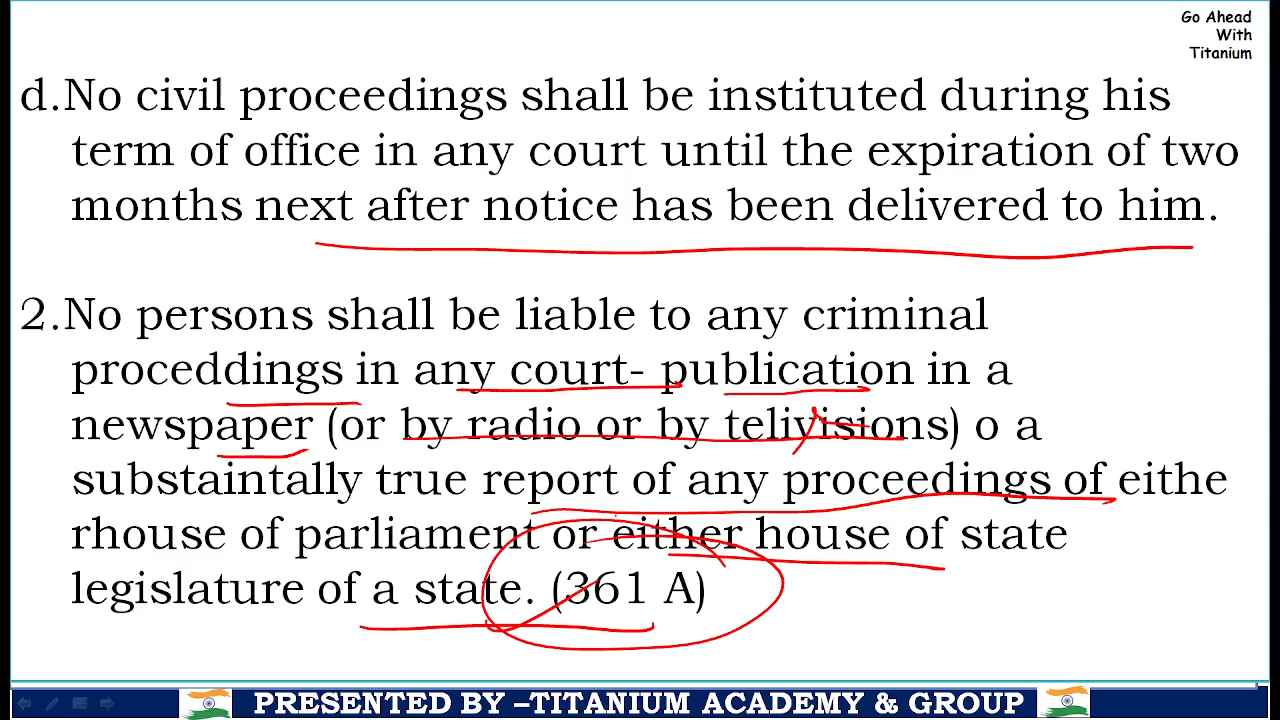 Go Ahead
With
Titanium
d.No civil proceedings shall be instituted during his
term of office in any court until the expiration of two
months next after notice has been delivered to him.
2.No persons shall be liable to any criminal
proceddings in any court- publication in a
newspaper (or by radio or by telivisions) o a
substaintally true report of any proceedings of eithe
rhouse of parliament or either house of state
legislature of a state. (361 A)
PRESENTED BY –TITANIUM ACADEMY & GROUP